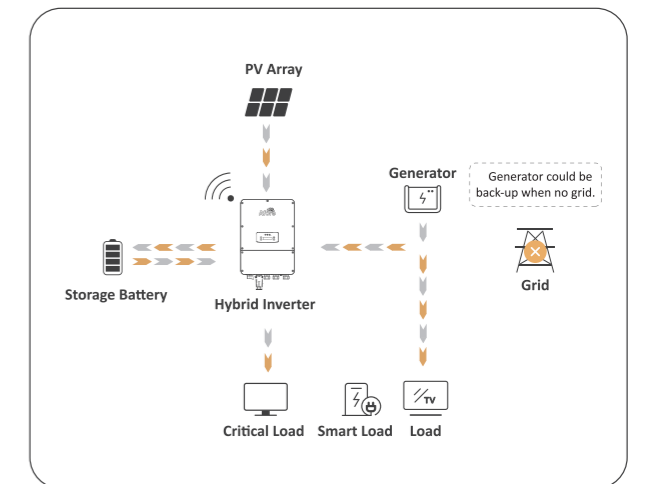 PV Array
Generator
Generator could be
back-up when no grid.
Storage Battery
Hybrid Inverter
Grid
TV
Critical Load
Smart Load
Load